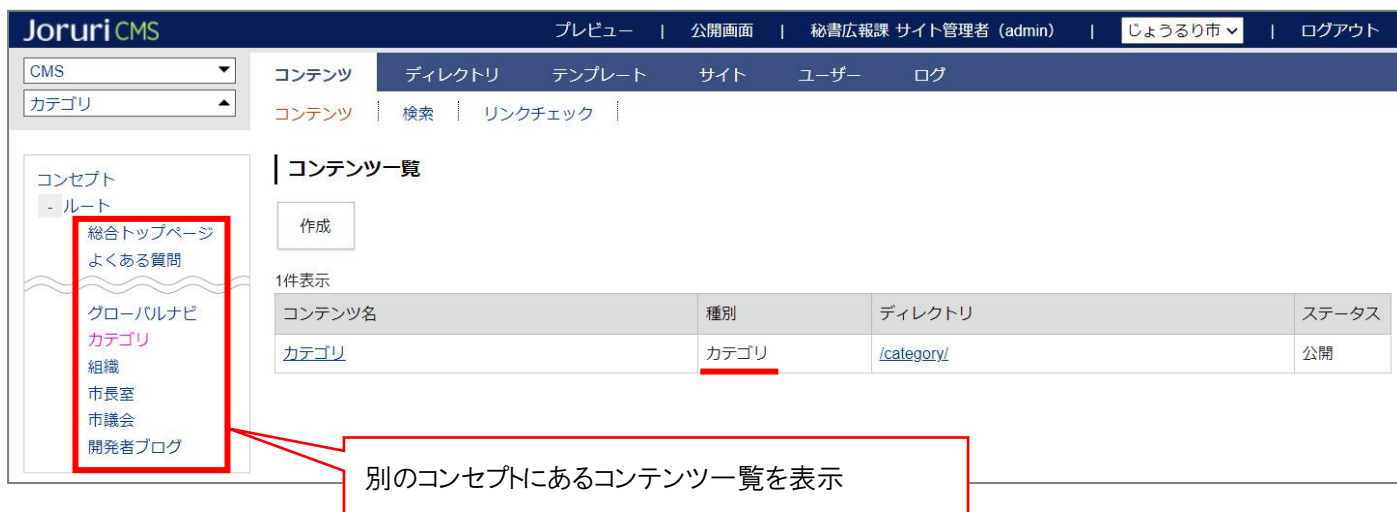 Joruri CMS プレビュー | 公開画面 | 秘書広報課 サイト管理者（admin） | じょうるり市 | ログアウト
CMS
カテゴリ
コンテンツ ディレクトリ テンプレート サイト ユーザー ログ
コンテンツ 検索 リンクチェック
コンセプト
- ルート
総合トップページ
よくある質問
グローバルナビ
カテゴリ
組織
市長室
市議会
開発者ブログ
コンテンツ一覧
作成
1件表示
コンテンツ名 種別 ディレクトリ ステータス
カテゴリ カテゴリ /category/ 公開
別のコンセプトにあるコンテンツ一覧を表示